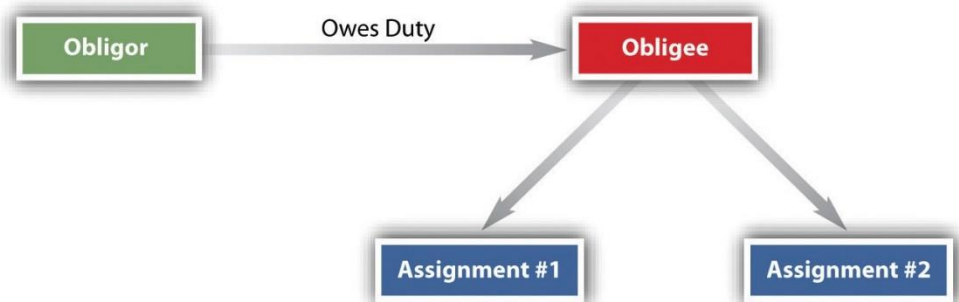 Owes Duty
Obligor
Obligee
Assignment #1
Assignment #2